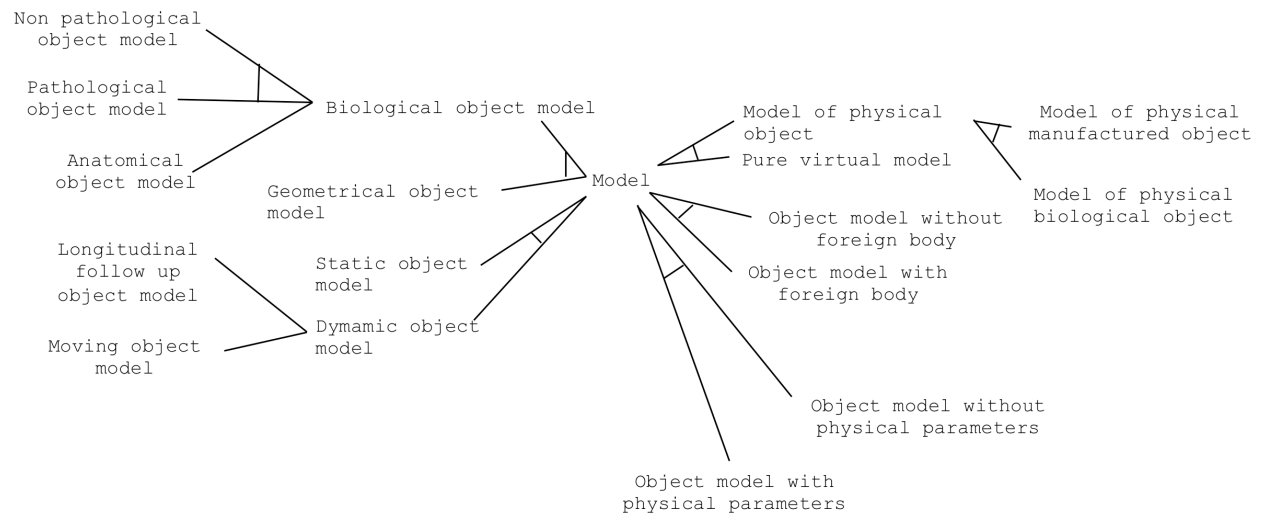 Non pathological
object model
Pathological
object model
Anatomical
object model
Biological object model
Geometrical object
model
Longitudinal
follow up
object model
Moving object
model
Static object
model
Dymamic object
model
Model
Model of physical
object
Pure virtual model
Model of physical
manufactured object
Model of physical
biological object
Object model without
foreign body
Object model with
foreign body
Object model without
physical parameters
Object model with
physical parameters